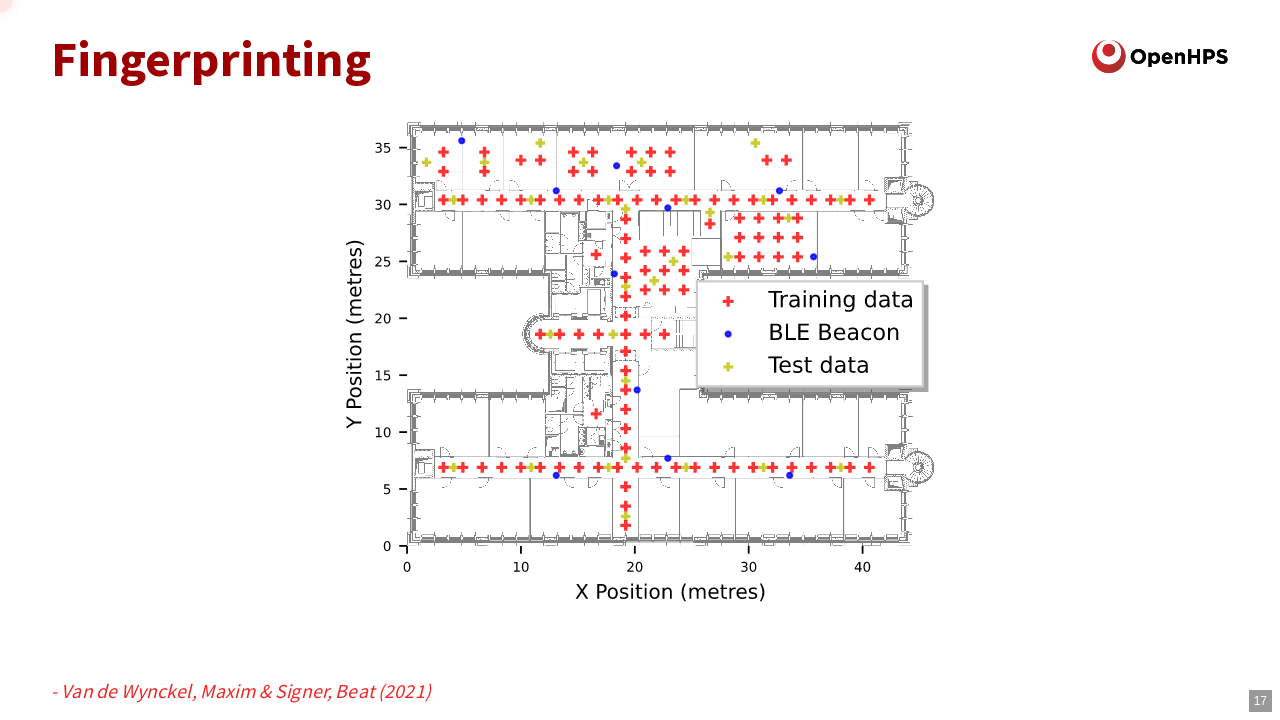 Fingerprinting
OpenHPS
35
30
25
20
15
10
5
0
Y Position (metres)
0 10 20 30 40
X Position (metres)
Training data
BLE Beacon
Test data
- Van de Wynckel, Maxim & Signer, Beat (2021)
17